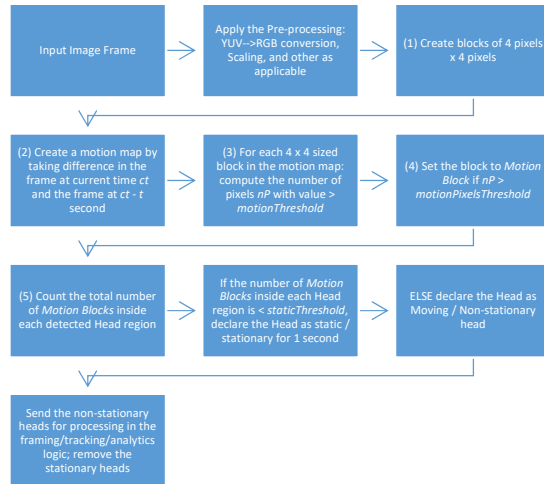 Input Image Frame
Apply the Pre-processing:
YUV-->RGB conversion,
Scaling, and other as
applicable
(1) Create blocks of 4 pixels
x 4 pixels
(2) Create a motion map by
taking difference in the
frame at current time ct
and the frame at ct - t
second
(3) For each 4 x 4 sized
block in the motion map:
compute the number of
pixels nP with value >
motionThreshold
(4) Set the block to Motion
Block if nP >
motionPixelsThreshold
(5) Count the total number
of Motion Blocks inside
each detected Head region
If the number of Motion
Blocks inside each Head
region is < staticThreshold,
declare the Head as static /
stationary for 1 second
ELSE declare the Head as
Moving / Non-stationary
head
Send the non-stationary
heads for processing in the
framing/tracking/analytics
logic; remove the
stationary heads